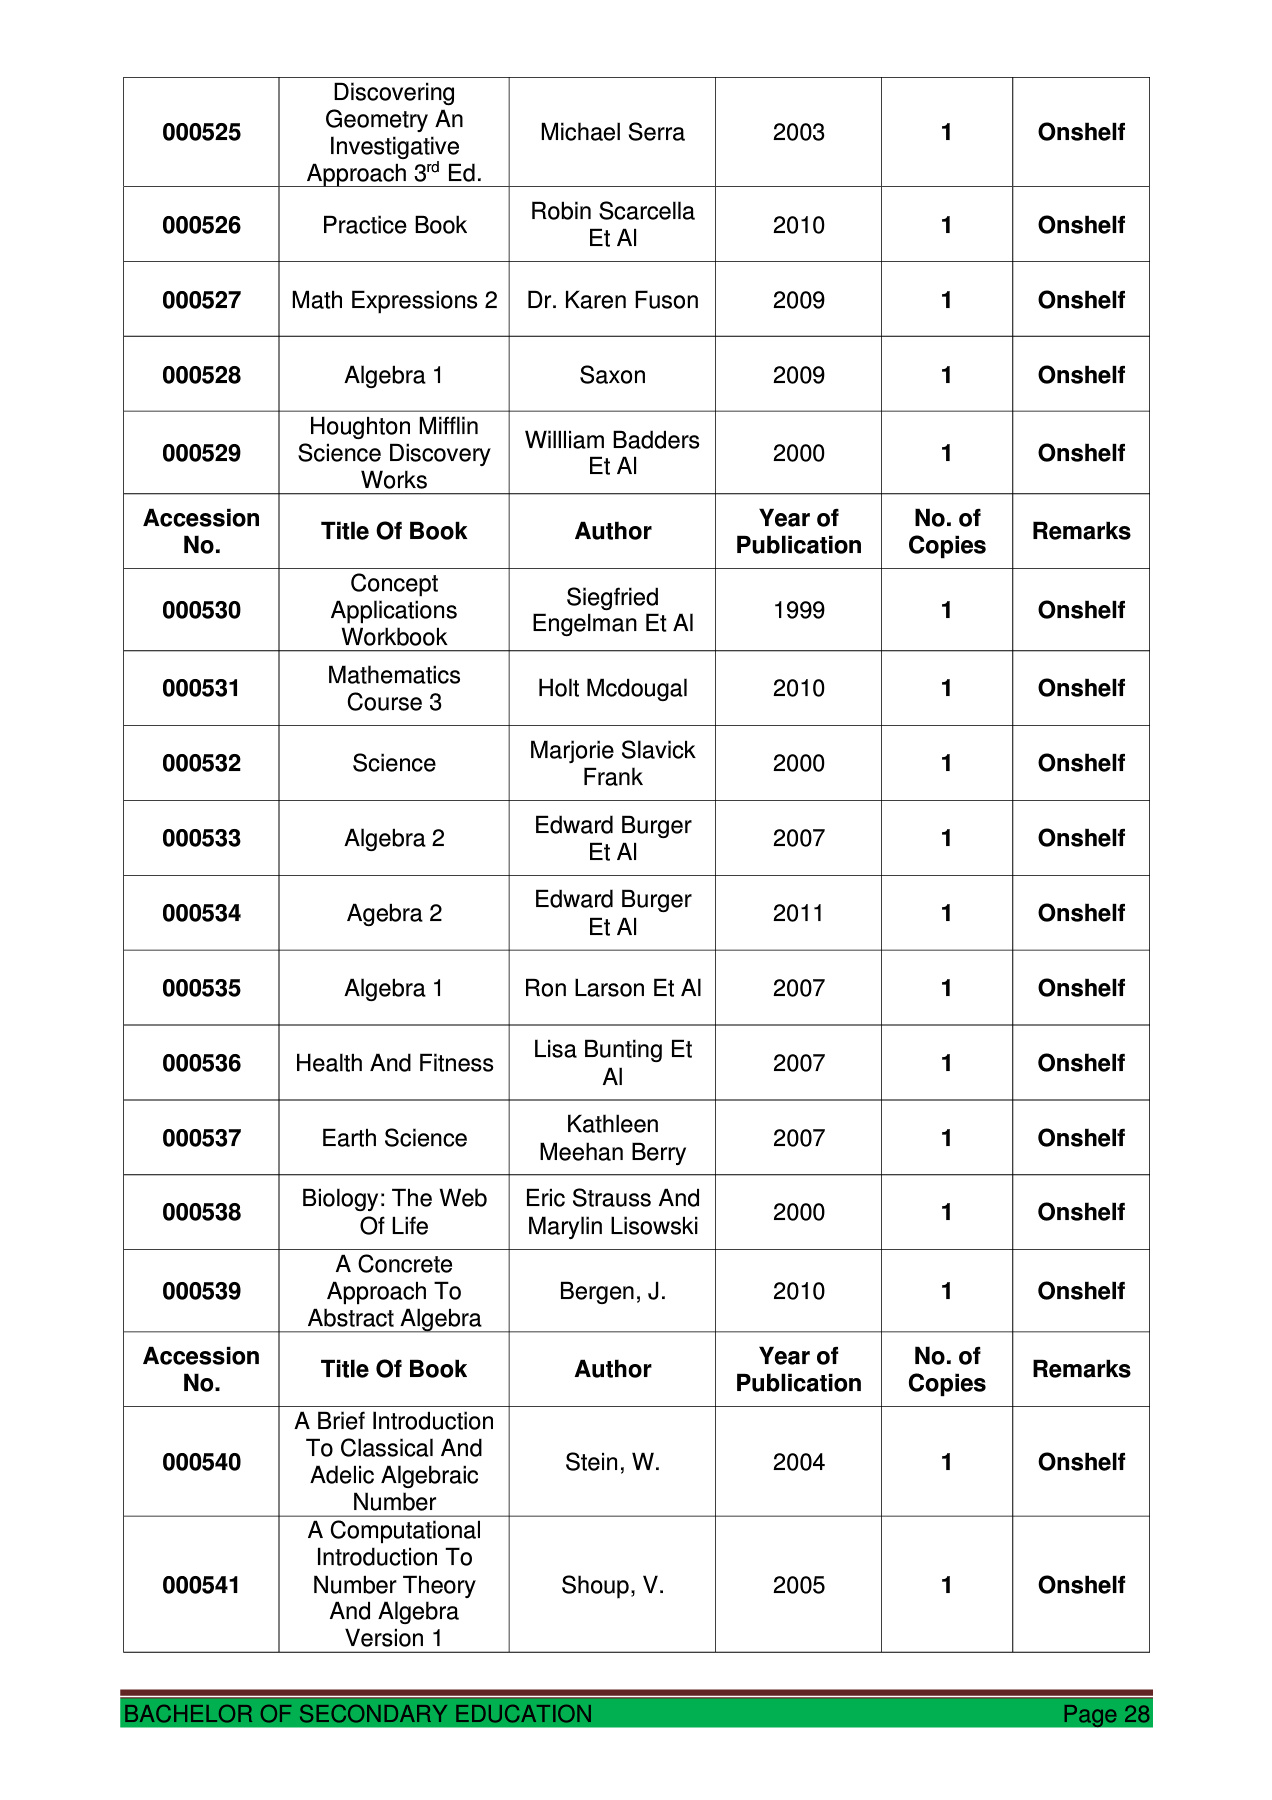 000525 Discovering Geometry An Investigative Approach 3rd Ed. Michael Serra 2003 1 Onshelf
000526 Practice Book Robin Scarcella Et Al 2010 1 Onshelf
000527 Math Expressions 2 Dr. Karen Fuson 2009 1 Onshelf
000528 Algebra 1 Saxon 2009 1 Onshelf
000529 Houghton Mifflin Science Discovery Works Willliam Badders Et Al 2000 1 Onshelf
Accession No. Title Of Book Author Year of Publication No. of Copies Remarks
000530 Concept Applications Workbook Siegfried Engelman Et Al 1999 1 Onshelf
000531 Mathematics Course 3 Holt Mcdougal 2010 1 Onshelf
000532 Science Marjorie Slavick Frank 2000 1 Onshelf
000533 Algebra 2 Edward Burger Et Al 2007 1 Onshelf
000534 Agebra 2 Edward Burger Et Al 2011 1 Onshelf
000535 Algebra 1 Ron Larson Et Al 2007 1 Onshelf
000536 Health And Fitness Lisa Bunting Et Al 2007 1 Onshelf
000537 Earth Science Kathleen Meehan Berry 2007 1 Onshelf
000538 Biology: The Web Of Life Eric Strauss And Marylin Lisowski 2000 1 Onshelf
000539 A Concrete Approach To Abstract Algebra Bergen, J. 2010 1 Onshelf
Accession No. Title Of Book Author Year of Publication No. of Copies Remarks
000540 A Brief Introduction To Classical And Adelic Algebraic Number Stein, W. 2004 1 Onshelf
000541 A Computational Introduction To Number Theory And Algebra Version 1 Shoup, V. 2005 1 Onshelf
BACHELOR OF SECONDARY EDUCATION Page 28